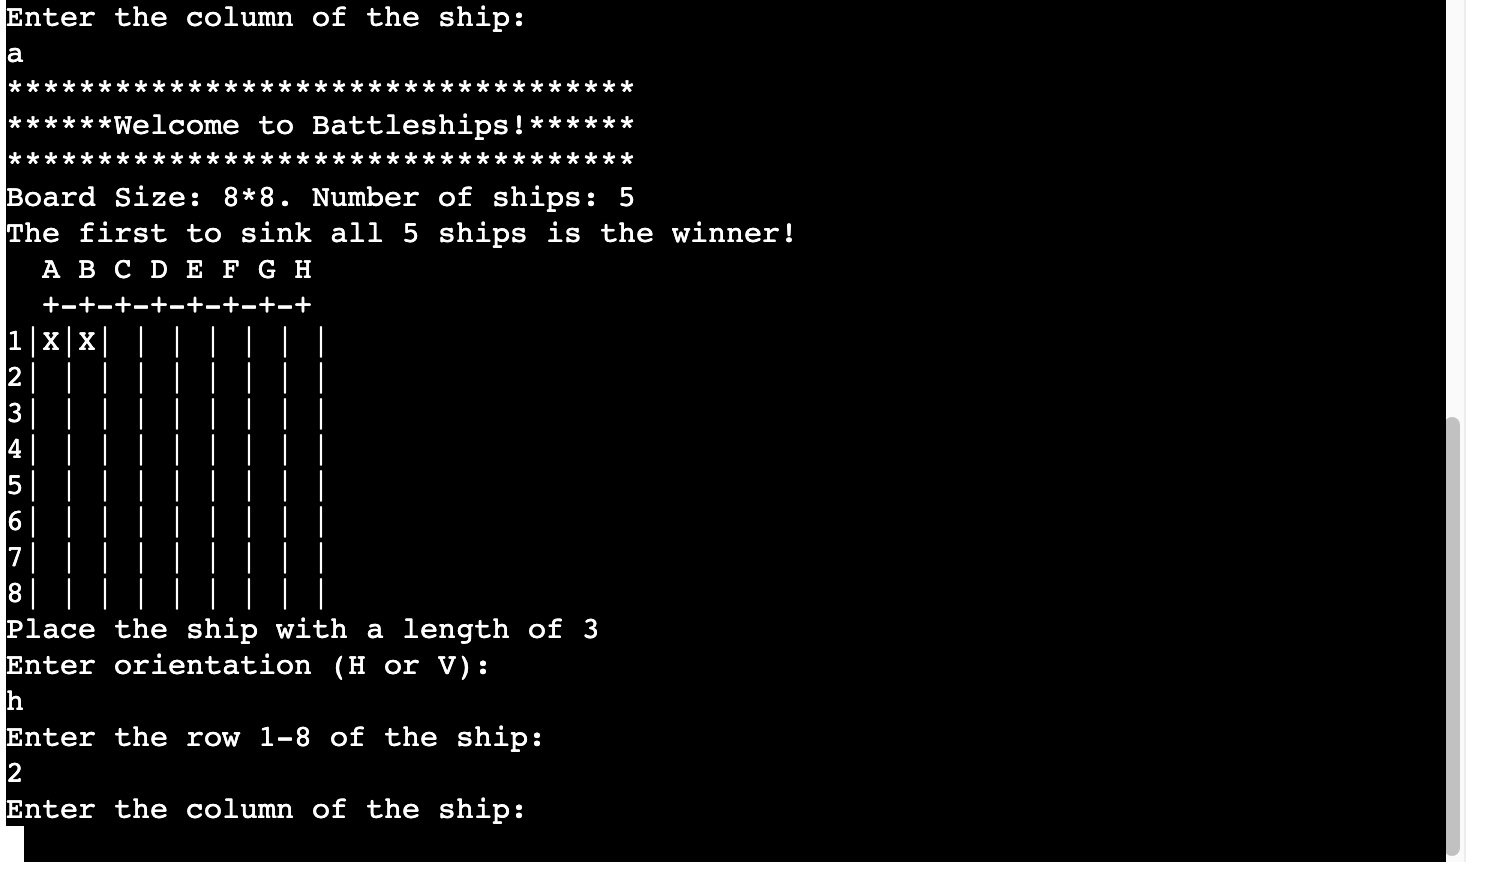 Enter the column of the ship:
a
***********************************
******Welcome to Battleships!******
***********************************
Board Size: 8*8. Number of ships: 5
The first to sink all 5 ships is the winner!
  A B C D E F G H
  +-+-+-+-+-+-+-+
1|X|X| | | | | | |
2| | | | | | | | |
3| | | | | | | | |
4| | | | | | | | |
5| | | | | | | | |
6| | | | | | | | |
7| | | | | | | | |
8| | | | | | | | |
Place the ship with a length of 3
Enter orientation (H or V):
h
Enter the row 1-8 of the ship:
2
Enter the column of the ship: